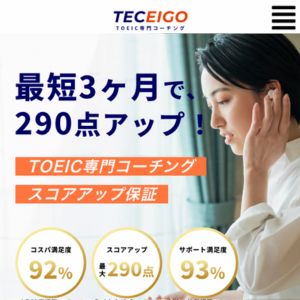 TECEIGO
TOEIC専門コーチング
最短3ヶ月で、
290点アップ！
TOEIC専門コーチング
スコアアップ保証
コスパ満足度
92%
スコアアップ
最大290点
サポート満足度
93%